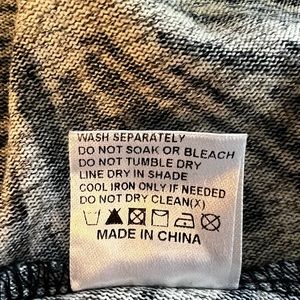 WASH SEPARATELY
DO NOT SOAK OR BLEACH
DO NOT TUMBLE DRY
LINE DRY IN SHADE
COOL IRON ONLY IF NEEDED
DO NOT DRY CLEAN(X)
MADE IN CHINA